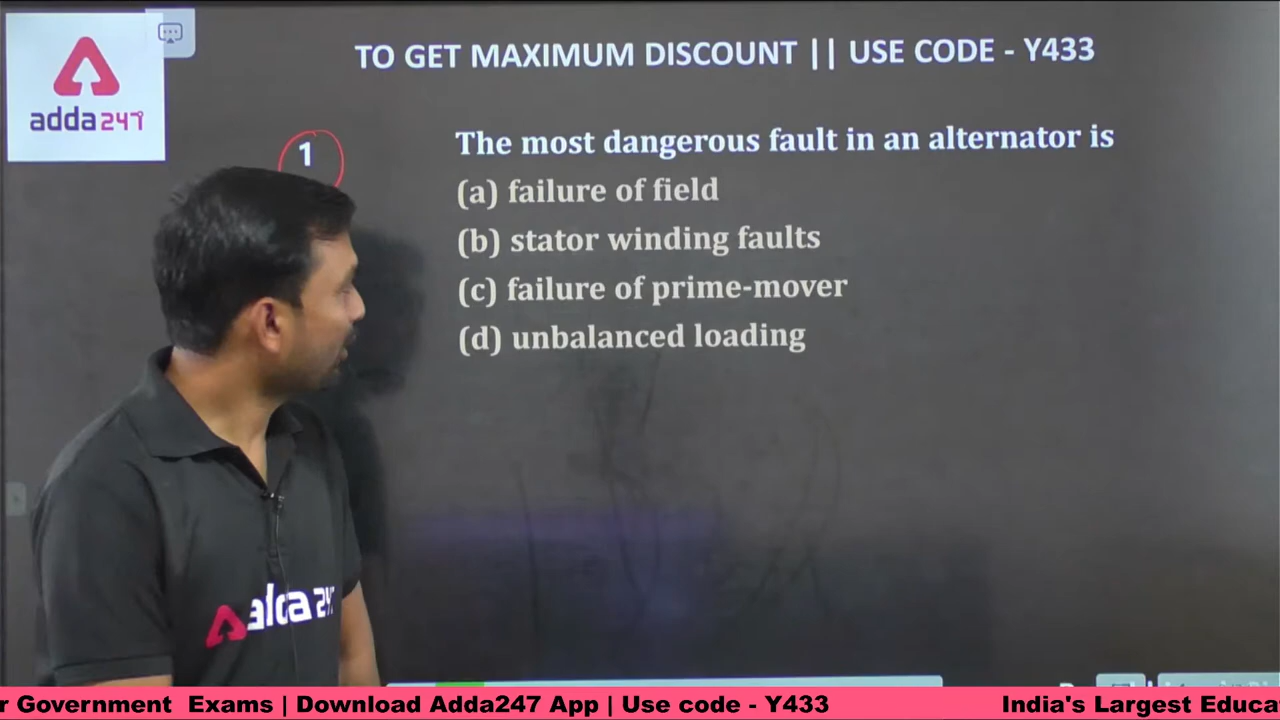 adda247
TO GET MAXIMUM DISCOUNT || USE CODE - Y433
1
The most dangerous fault in an alternator is
(a) failure of field
(b) stator winding faults
(c) failure of prime-mover
(d) unbalanced loading
adda 24
r Government Exams | Download Adda247 App | Use code - Y433
India's Largest Educa